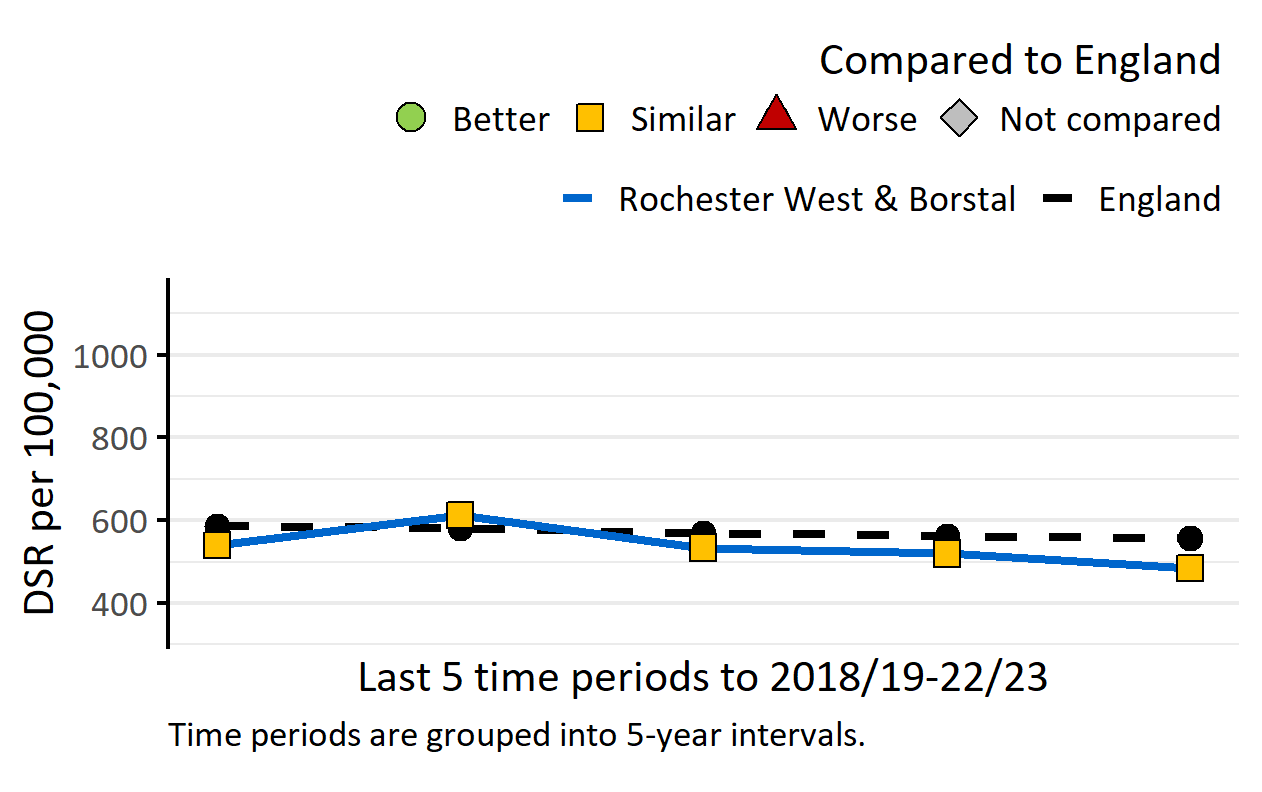 Compared to England
Better Similar Worse Not compared
Rochester West & Borstal England
DSR per 100,000
1000
800
600
400
Last 5 time periods to 2018/19-22/23
Time periods are grouped into 5-year intervals.